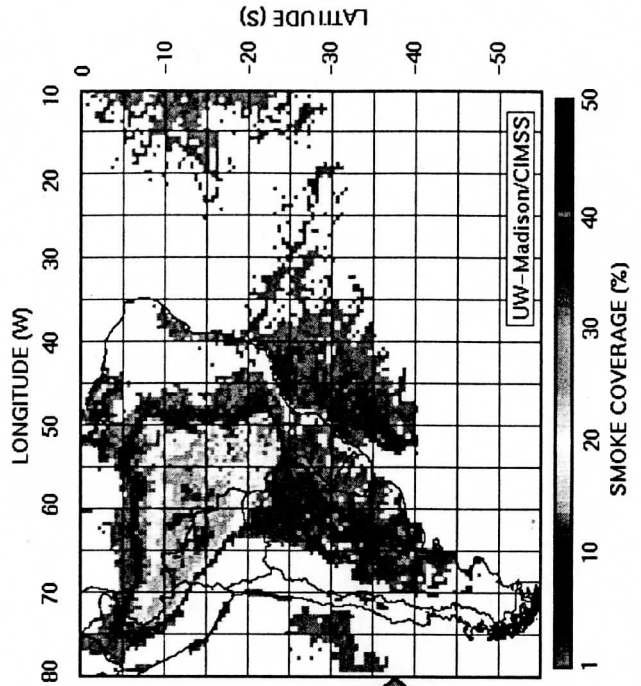 LONGITUDE (W)
80 70 60 50 40 30 20 10
0
-10
-20
-30
-40
-50
LATITUDE (S)
UW-Madison/CIMSS
1 10 20 30 40 50
SMOKE COVERAGE (%)